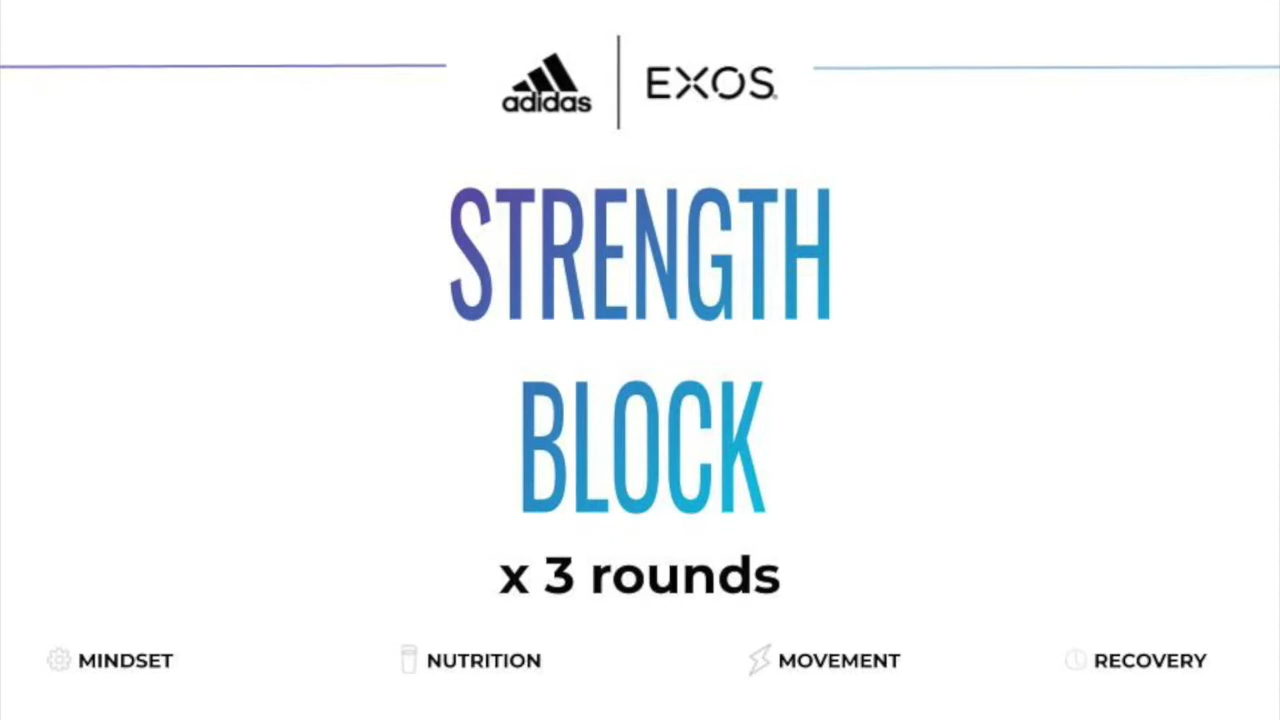 adidas EXOS
STRENGTH
BLOCK
x 3 rounds
MINDSET NUTRITION MOVEMENT RECOVERY